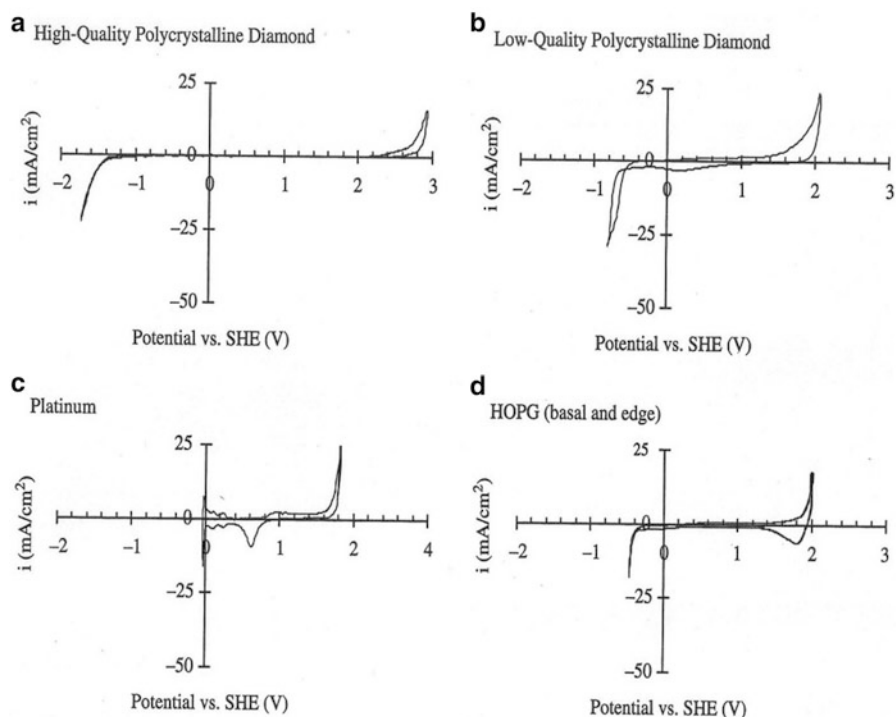 a
High-Quality Polycrystalline Diamond
25
−2 −1 0 1 2 3
−25
−50
i (mA/cm²)
Potential vs. SHE (V)
b
Low-Quality Polycrystalline Diamond
25
−2 −1 0 1 2 3
−25
−50
i (mA/cm²)
Potential vs. SHE (V)
c
Platinum
25
−2 −1 0 1 2 4
−25
−50
i (mA/cm²)
Potential vs. SHE (V)
d
HOPG (basal and edge)
25
−2 −1 0 1 2 3
−25
−50
i (mA/cm²)
Potential vs. SHE (V)